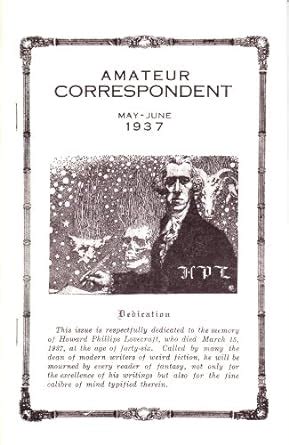 AMATEUR
CORRESPONDENT
MAY - JUNE
1937
HPL
Dedication
This issue is respectfully dedicated to the memory
of Howard Phillips Lovecraft, who died March 15,
1937, at the age of forty-six. Called by many the
dean of modern writers of weird fiction, he will be
mourned by every reader of fantasy, not only for
the excellence of his writings but also for the fine
calibre of mind typified therein.